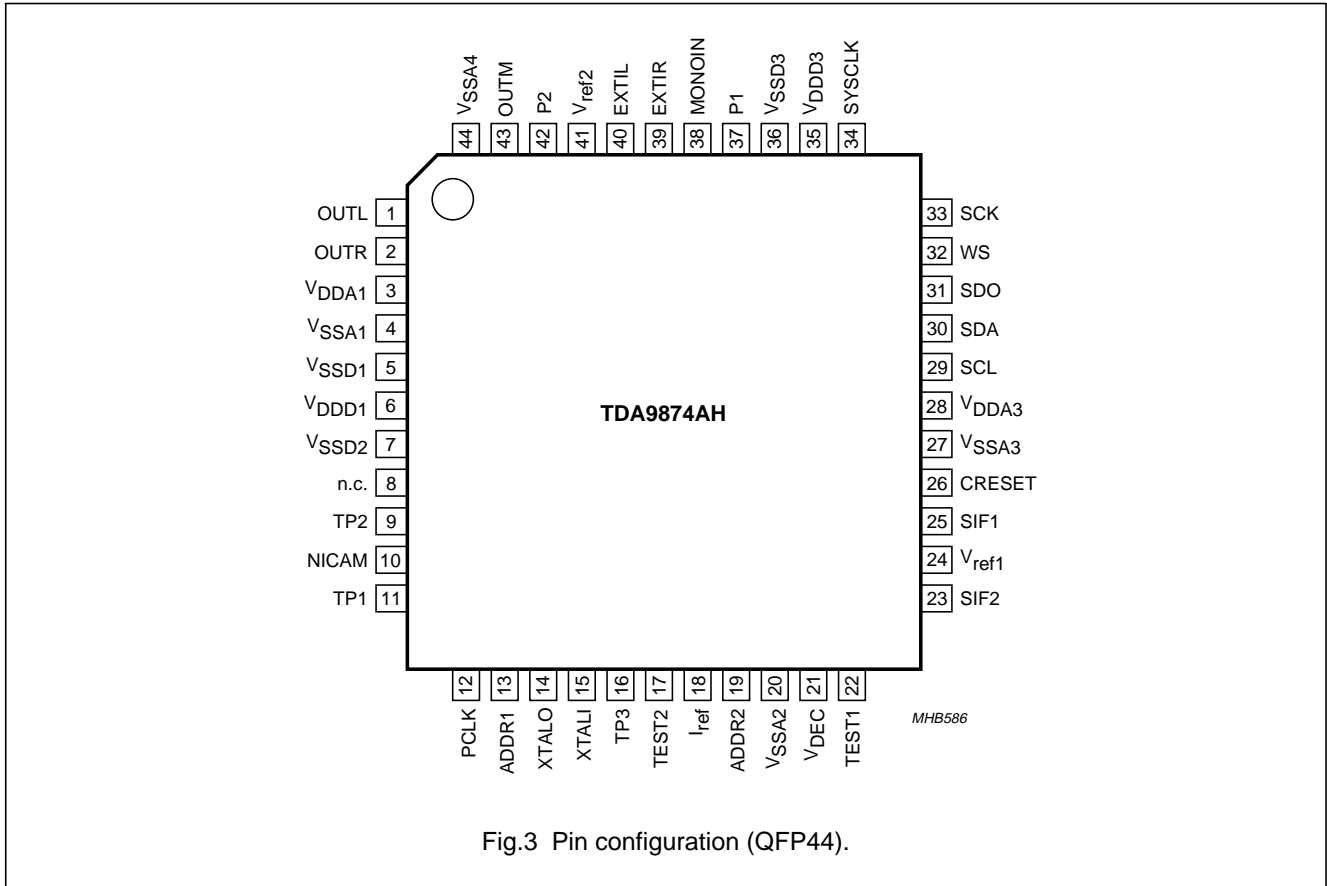 44 VSSA4
43 OUTM
42 P2
41 Vref2
40 EXTIL
39 EXTIR
38 MONOIN
37 P1
36 VSSD3
35 VDDD3
34 SYSCLK
OUTL 1
OUTR 2
VDDA1 3
VSSA1 4
VSSD1 5
VDDD1 6
VSSD2 7
n.c. 8
TP2 9
NICAM 10
TP1 11
TDA9874AH
33 SCK
32 WS
31 SDO
30 SDA
29 SCL
28 VDDA3
27 VSSA3
26 CRESET
25 SIF1
24 Vref1
23 SIF2
PCLK 12
ADDR1 13
XTALO 14
XTALI 15
TP3 16
TEST2 17
Iref 18
ADDR2 19
VSSA2 20
VDEC 21
TEST1 22
MHB586
Fig.3 Pin configuration (QFP44).